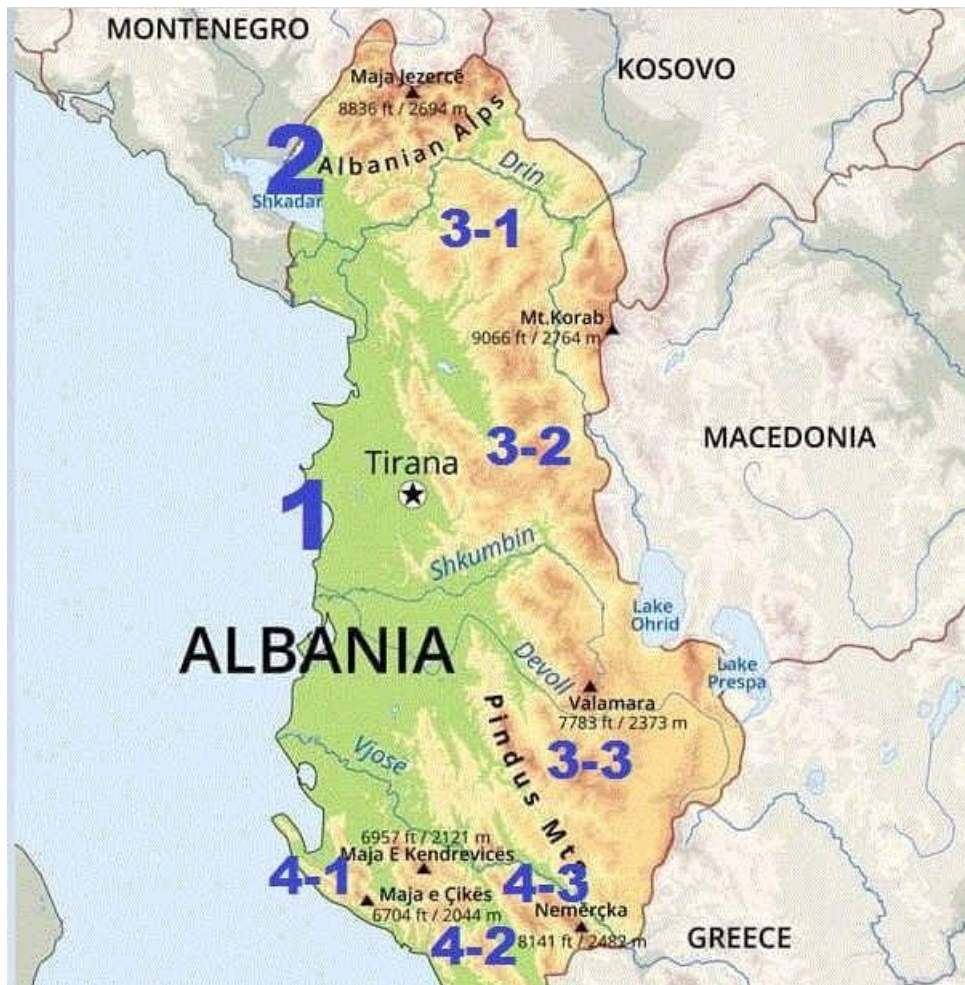 MONTENEGRO
KOSOVO
Maja Jezercë
8836 ft / 2694 m
Albanian Alps
2
Shkadar
Drin
3-1
Mt.Korab
9066 ft / 2764 m
MACEDONIA
3-2
Tirana
1
Shkumbin
Lake
Ohrid
ALBANIA
Lake
Prespa
Devoll
Valamara
7783 ft / 2373 m
Pindus Mts
3-3
Vjose
6957 ft / 2121 m
Maja E Kendrevices
4-1
4-3
Maja e Çikës
6704 ft / 2044 m
Nemërçka
8141 ft / 2482 m
4-2
GREECE